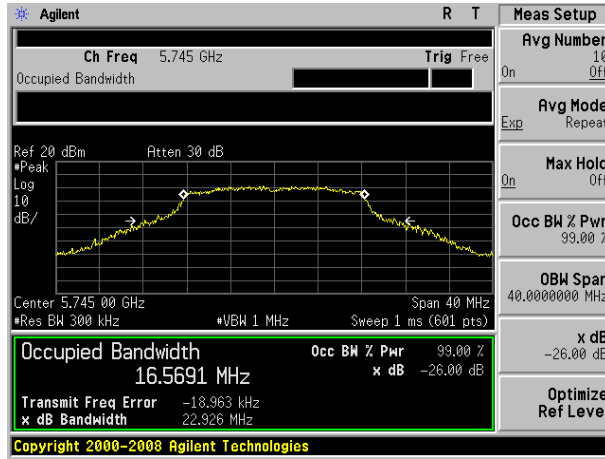 Agilent R T
Meas Setup
Ch Freq 5.745 GHz Trig Free
Occupied Bandwidth
Avg Number
10
On Off
Avg Mode
Exp Repeat
Ref 20 dBm Atten 30 dB
#Peak
Log
10
dB/
Max Hold
On Off
Occ BW % Pwr
99.00 %
OBW Span
40.0000000 MHz
Center 5.745 00 GHz Span 40 MHz
#Res BW 300 kHz #VBW 1 MHz Sweep 1 ms (601 pts)
x dB
-26.00 dB
Occupied Bandwidth Occ BW % Pwr 99.00 %
16.5691 MHz x dB -26.00 dB
Transmit Freq Error -18.963 kHz
x dB Bandwidth 22.926 MHz
Optimize
Ref Level
Copyright 2000-2008 Agilent Technologies